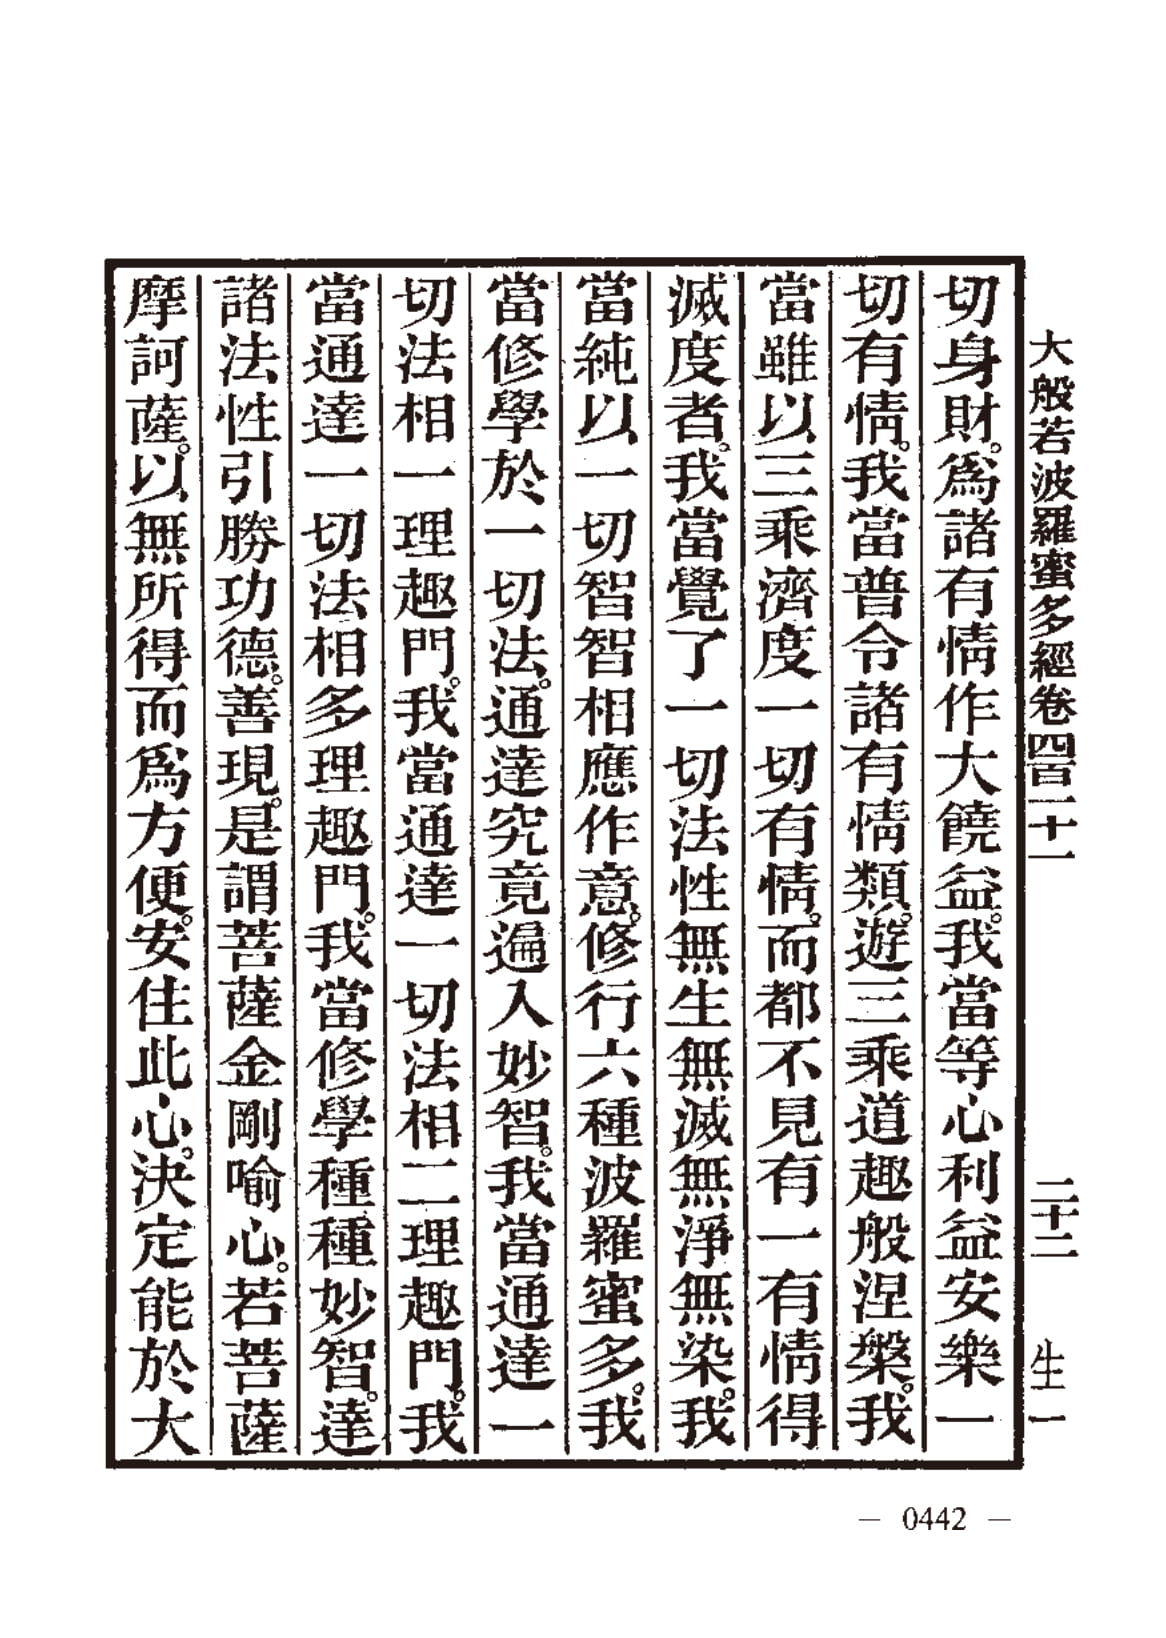 大般若波羅蜜多經卷四百一十一 二十二 生一
切身財。爲諸有情作大饒益。我當等心利益安樂一
切有情。我當普令諸有情類。遊三乘道趣般涅槃。我
當雖以三乘濟度一切有情。而都不見有一有情得
滅度者。我當覺了一切法性無生無滅無淨無染。我
當純以一切智智相應作意。修行六種波羅蜜多。我
當修學於一切法。通達究竟遍入妙智。我當通達一
切法相一理趣門。我當通達一切法相二理趣門。我
當通達一切法相多理趣門。我當修學種種妙智。達
諸法性引勝功德。善現。是謂菩薩金剛喻心。若菩薩
摩訶薩。以無所得而爲方便。安住此心。決定能於大
— 0442 —